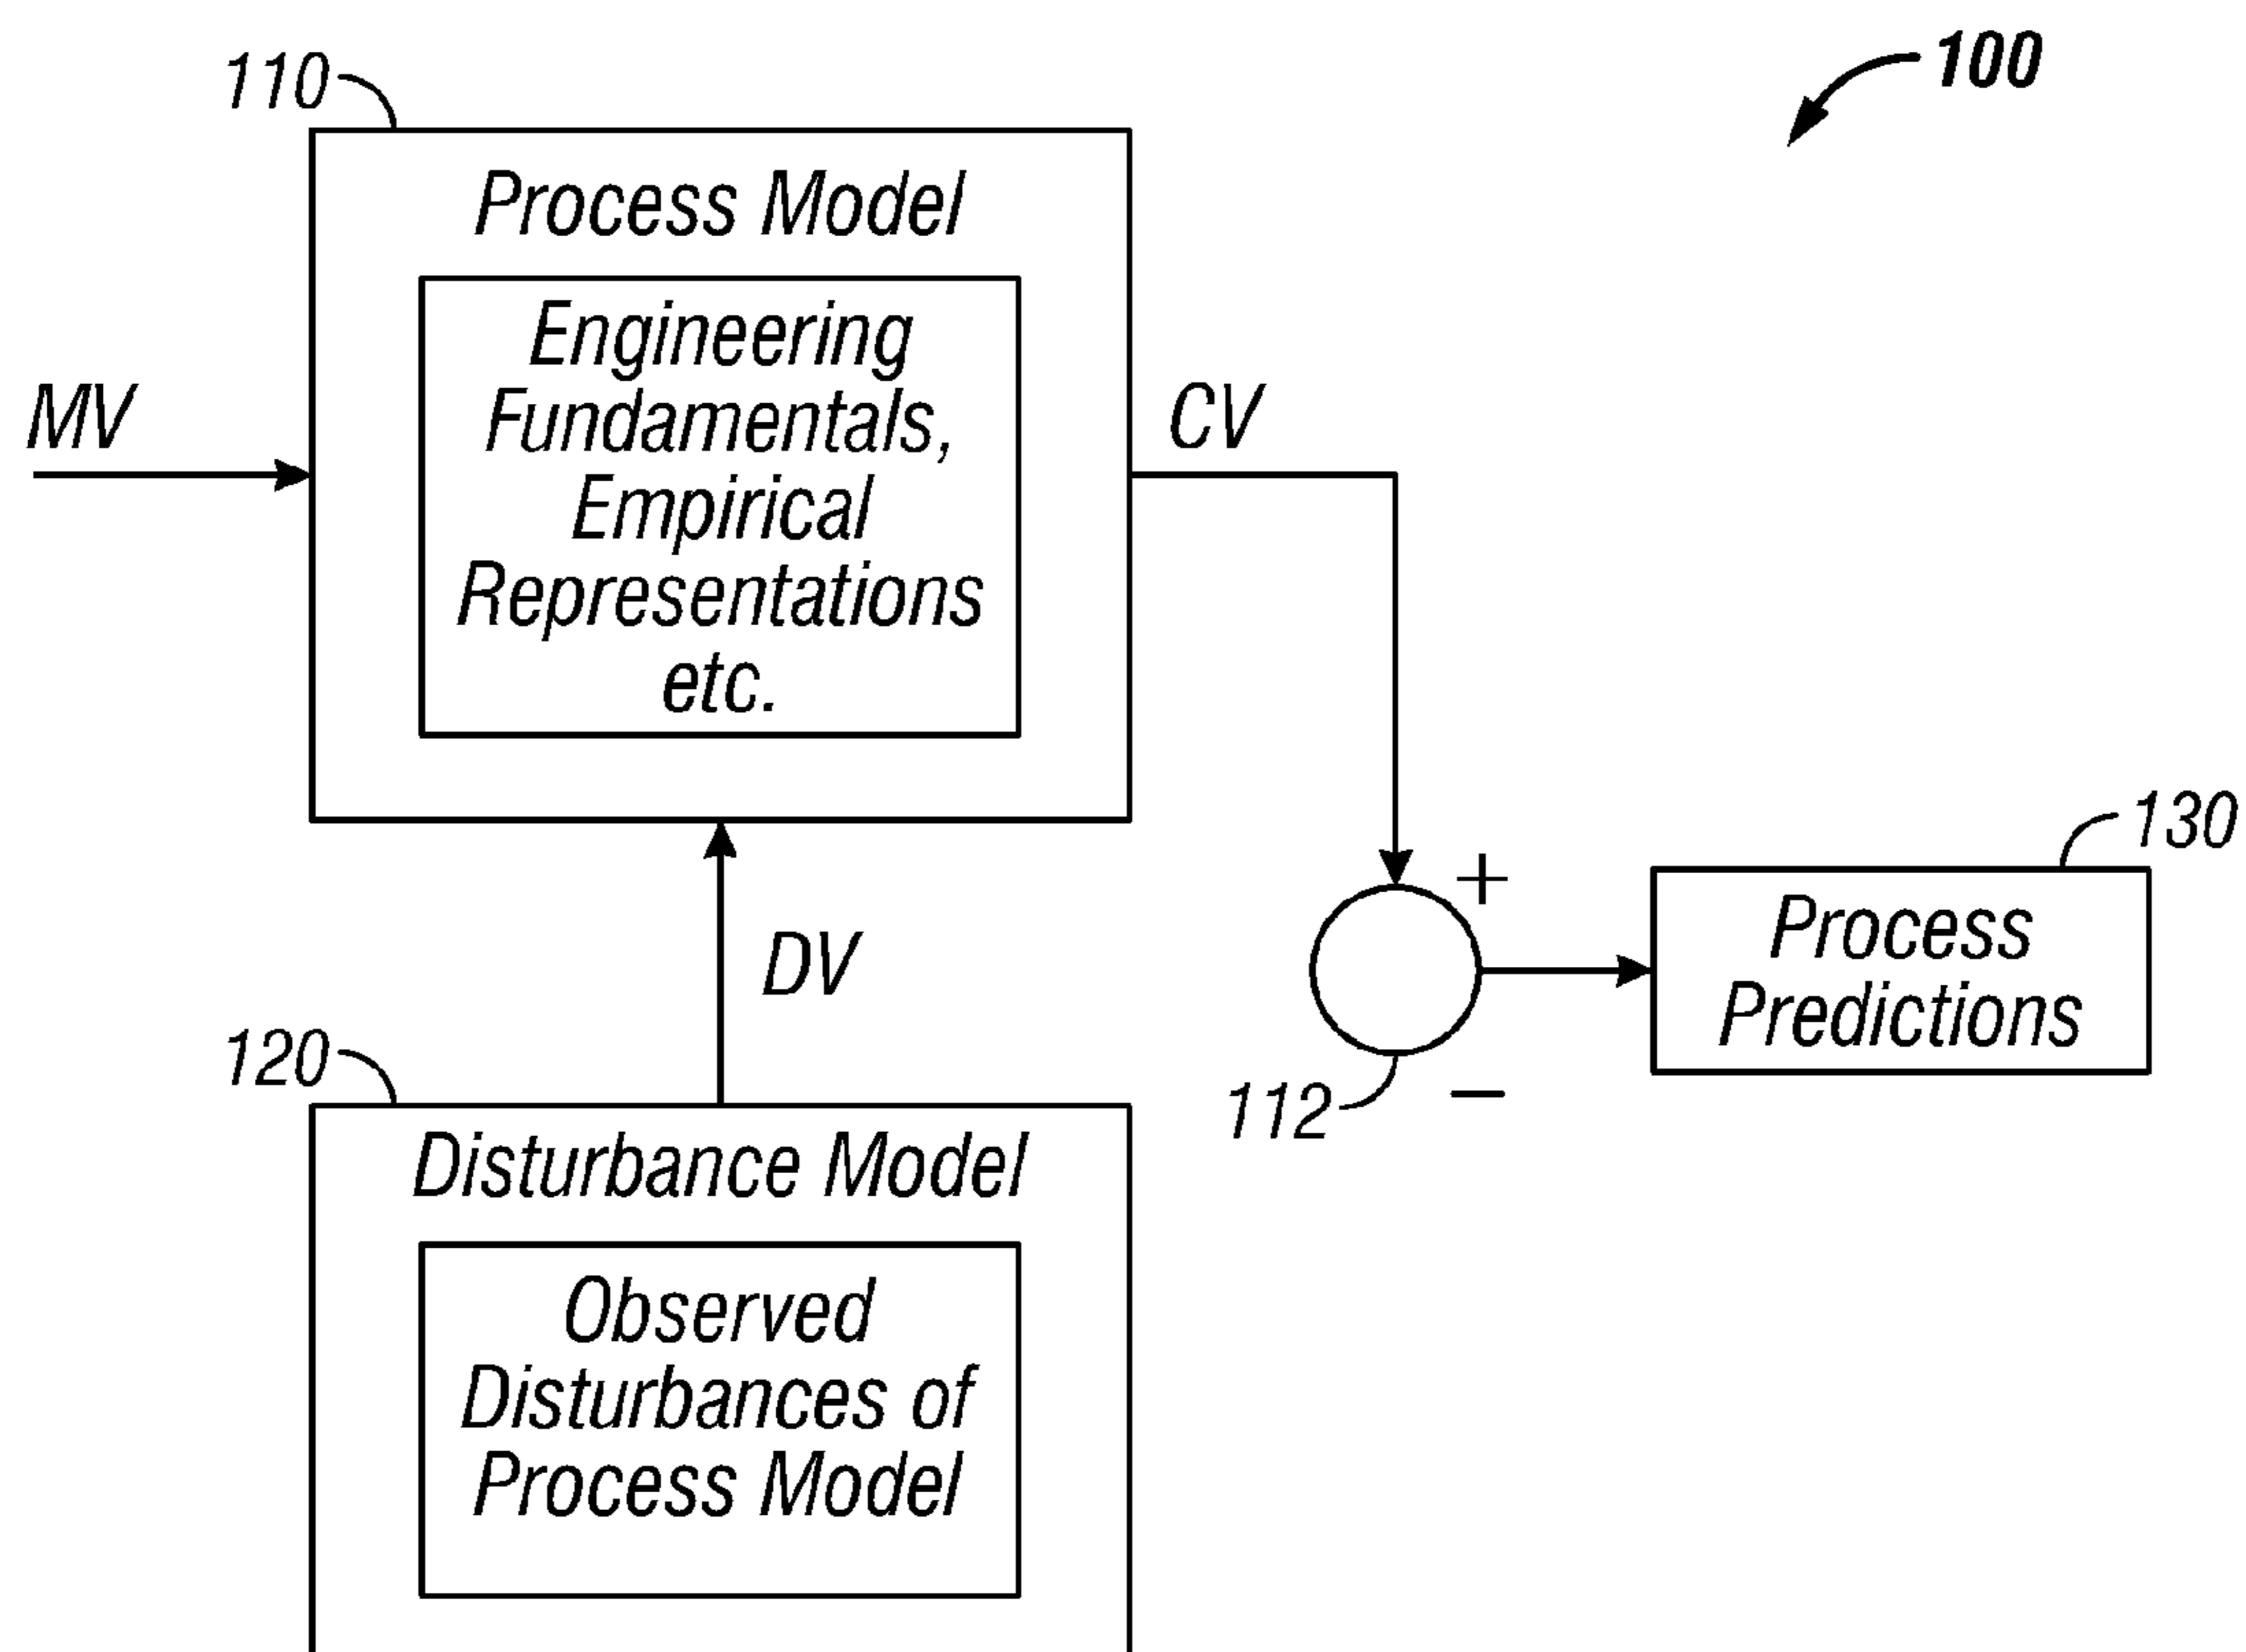 100
110
Process Model
Engineering
Fundamentals,
Empirical
Representations
etc.
MV
CV
DV
+
−
112
130
Process
Predictions
120
Disturbance Model
Observed
Disturbances of
Process Model